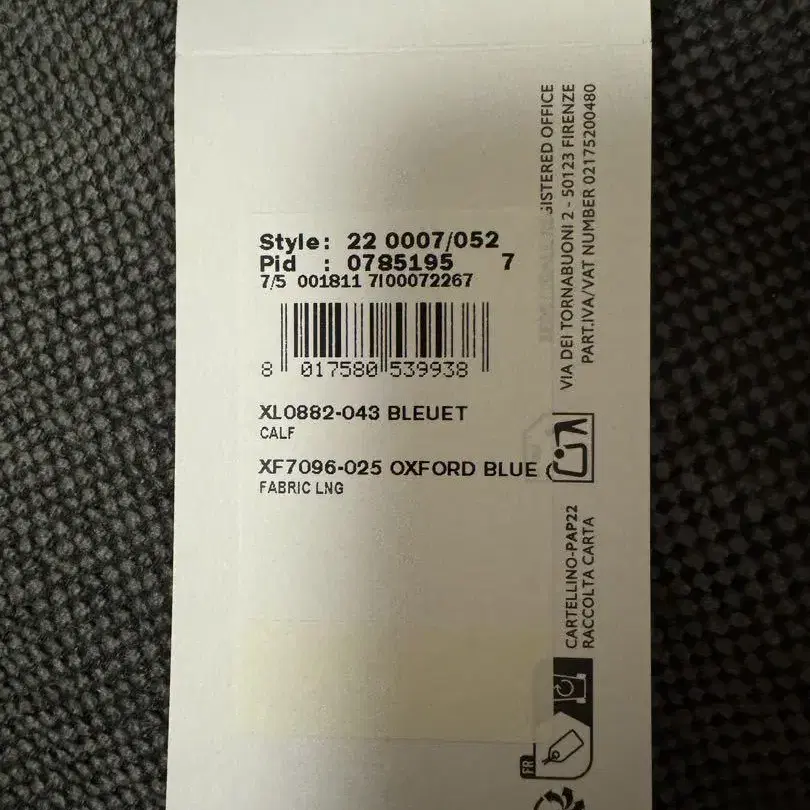 Style: 22 0007/052
Pid : 0785195 7
7/5 001811 7I00072267
8 017580 539938
XL0882-043 BLEUET
CALF
XF7096-025 OXFORD BLUE
FABRIC LNG
GISTERED OFFICE
VIA DEI TORNABUONI 2 - 50123 FIRENZE
PART.IVA/VAT NUMBER 02175200480
CARTELLINO-PAP22
RACCOLTA CARTA
FR